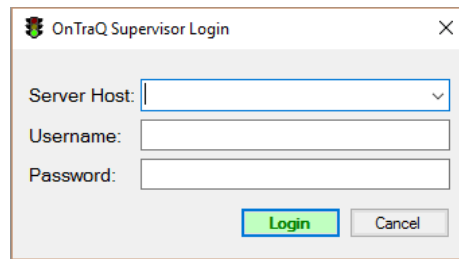 OnTraQ Supervisor Login
Server Host:
Username:
Password:
Login Cancel